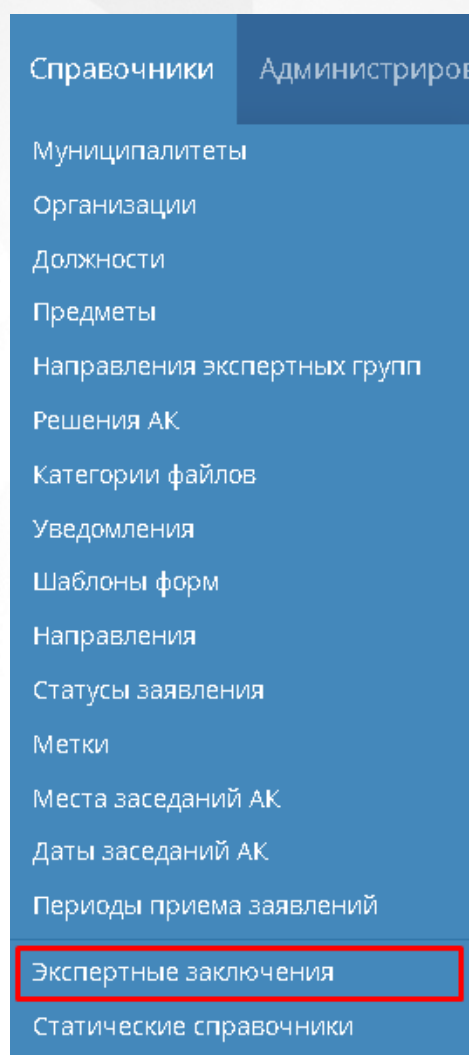 Справочники Администриров
Муниципалитеты
Организации
Должности
Предметы
Направления экспертных групп
Решения АК
Категории файлов
Уведомления
Шаблоны форм
Направления
Статусы заявления
Метки
Места заседаний АК
Даты заседаний АК
Периоды приема заявлений
Экспертные заключения
Статические справочники